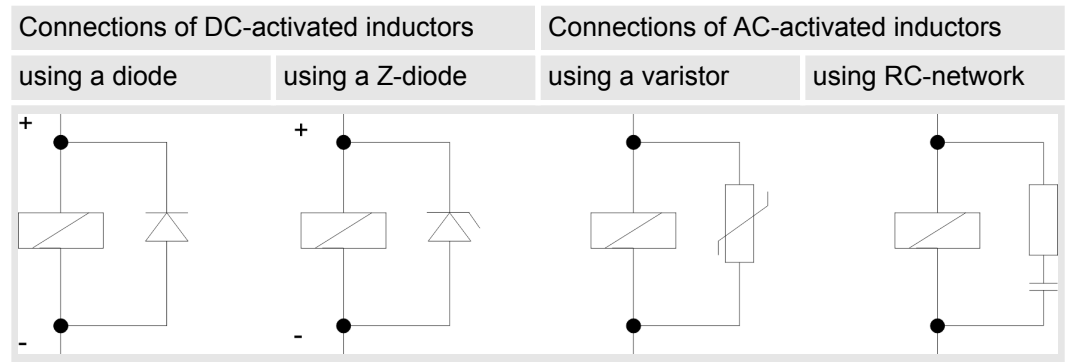 Connections of DC-activated inductors
Connections of AC-activated inductors
using a diode
using a Z-diode
using a varistor
using RC-network
+
+
-
-